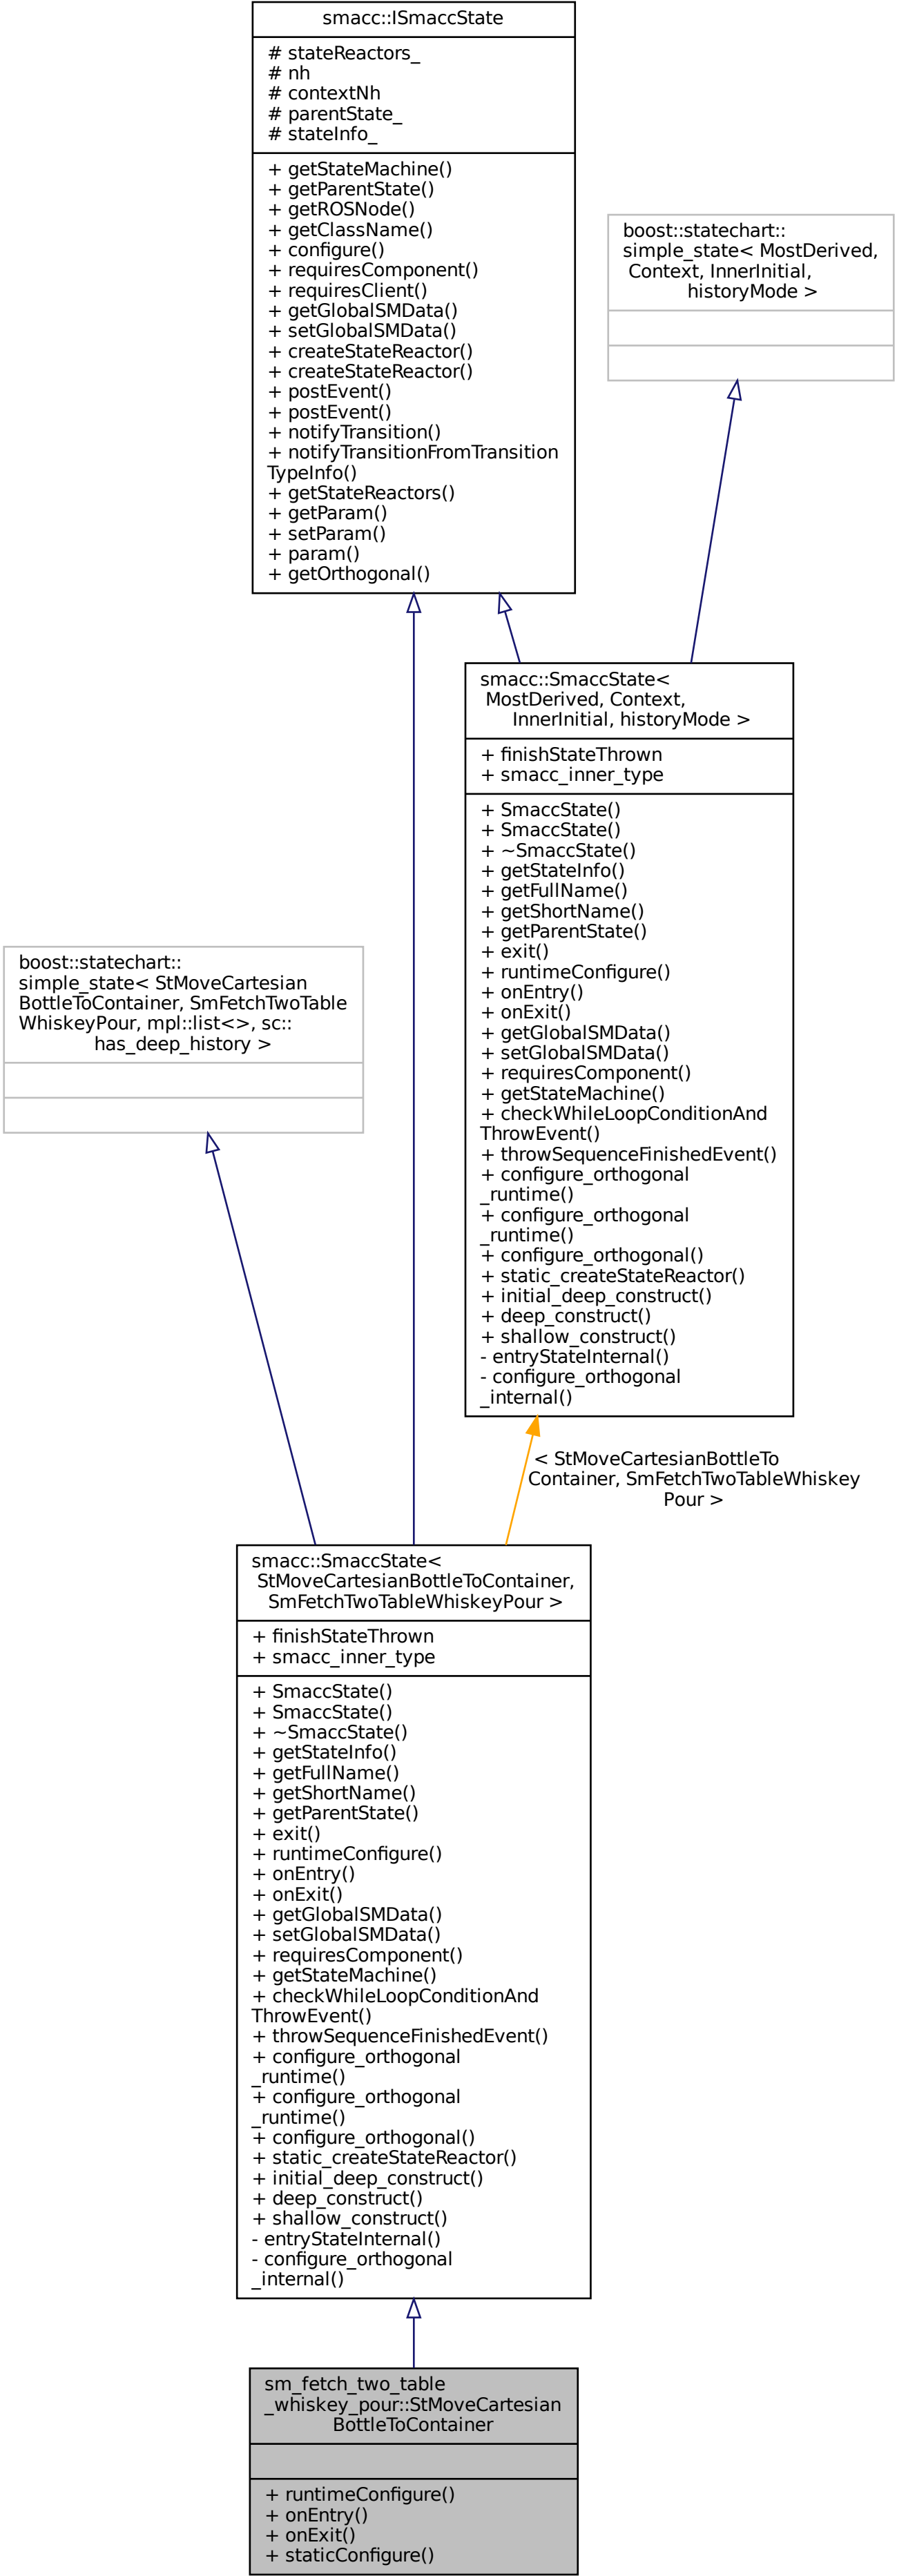 smacc::ISmaccState
# stateReactors_
# nh
# contextNh
# parentState_
# stateInfo_
+ getStateMachine()
+ getParentState()
+ getROSNode()
+ getClassName()
+ configure()
+ requiresComponent()
+ requiresClient()
+ getGlobalSMData()
+ setGlobalSMData()
+ createStateReactor()
+ createStateReactor()
+ postEvent()
+ postEvent()
+ notifyTransition()
+ notifyTransitionFromTransition
TypeInfo()
+ getStateReactors()
+ getParam()
+ setParam()
+ param()
+ getOrthogonal()
boost::statechart::
simple_state< MostDerived,
Context, InnerInitial,
historyMode >
smacc::SmaccState<
MostDerived, Context,
InnerInitial, historyMode >
+ finishStateThrown
+ smacc_inner_type
+ SmaccState()
+ SmaccState()
+ ~SmaccState()
+ getStateInfo()
+ getFullName()
+ getShortName()
+ getParentState()
+ exit()
+ runtimeConfigure()
+ onEntry()
+ onExit()
+ getGlobalSMData()
+ setGlobalSMData()
+ requiresComponent()
+ getStateMachine()
+ checkWhileLoopConditionAnd
ThrowEvent()
+ throwSequenceFinishedEvent()
+ configure_orthogonal
_runtime()
+ configure_orthogonal
_runtime()
+ configure_orthogonal()
+ static_createStateReactor()
+ initial_deep_construct()
+ deep_construct()
+ shallow_construct()
- entryStateInternal()
- configure_orthogonal
_internal()
boost::statechart::
simple_state< StMoveCartesian
BottleToContainer, SmFetchTwoTable
WhiskeyPour, mpl::list<>, sc::
has_deep_history >
< StMoveCartesianBottleTo
Container, SmFetchTwoTableWhiskey
Pour >
smacc::SmaccState<
StMoveCartesianBottleToContainer,
SmFetchTwoTableWhiskeyPour >
+ finishStateThrown
+ smacc_inner_type
+ SmaccState()
+ SmaccState()
+ ~SmaccState()
+ getStateInfo()
+ getFullName()
+ getShortName()
+ getParentState()
+ exit()
+ runtimeConfigure()
+ onEntry()
+ onExit()
+ getGlobalSMData()
+ setGlobalSMData()
+ requiresComponent()
+ getStateMachine()
+ checkWhileLoopConditionAnd
ThrowEvent()
+ throwSequenceFinishedEvent()
+ configure_orthogonal
_runtime()
+ configure_orthogonal
_runtime()
+ configure_orthogonal()
+ static_createStateReactor()
+ initial_deep_construct()
+ deep_construct()
+ shallow_construct()
- entryStateInternal()
- configure_orthogonal
_internal()
sm_fetch_two_table
_whiskey_pour::StMoveCartesian
BottleToContainer
+ runtimeConfigure()
+ onEntry()
+ onExit()
+ staticConfigure()